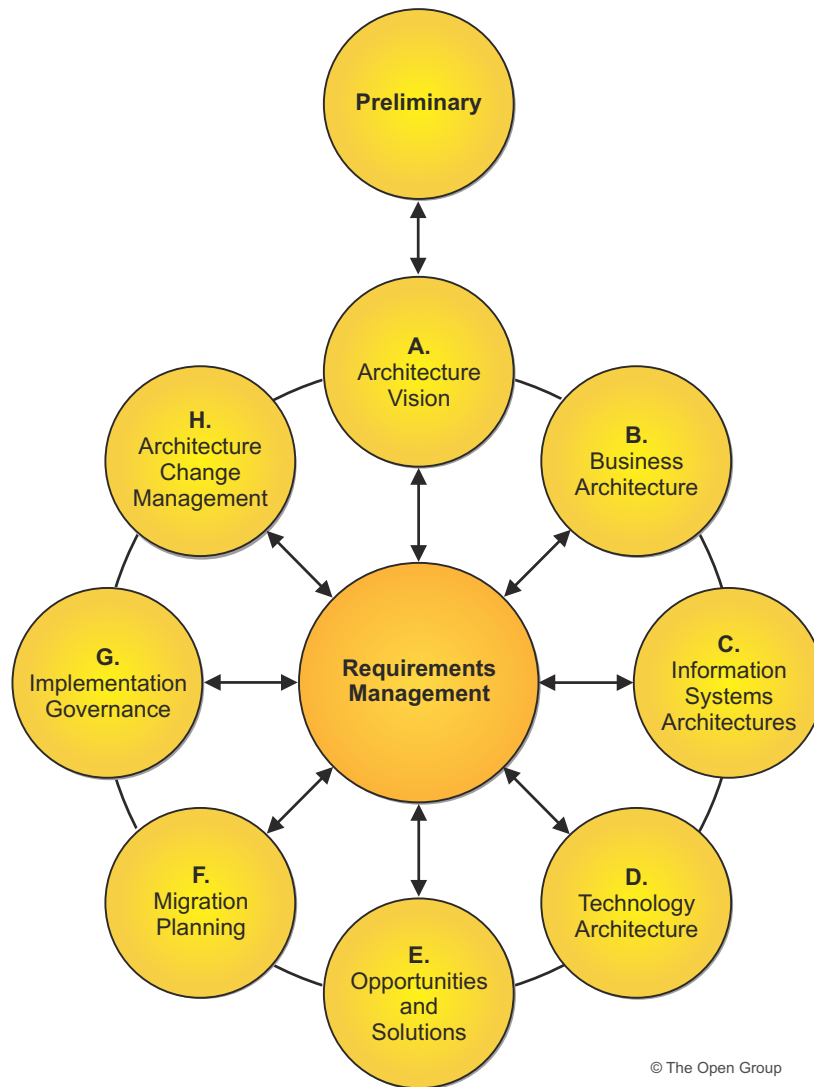 Preliminary
A.
Architecture
Vision
B.
Business
Architecture
C.
Information
Systems
Architectures
D.
Technology
Architecture
E.
Opportunities
and
Solutions
F.
Migration
Planning
G.
Implementation
Governance
H.
Architecture
Change
Management
Requirements
Management
© The Open Group